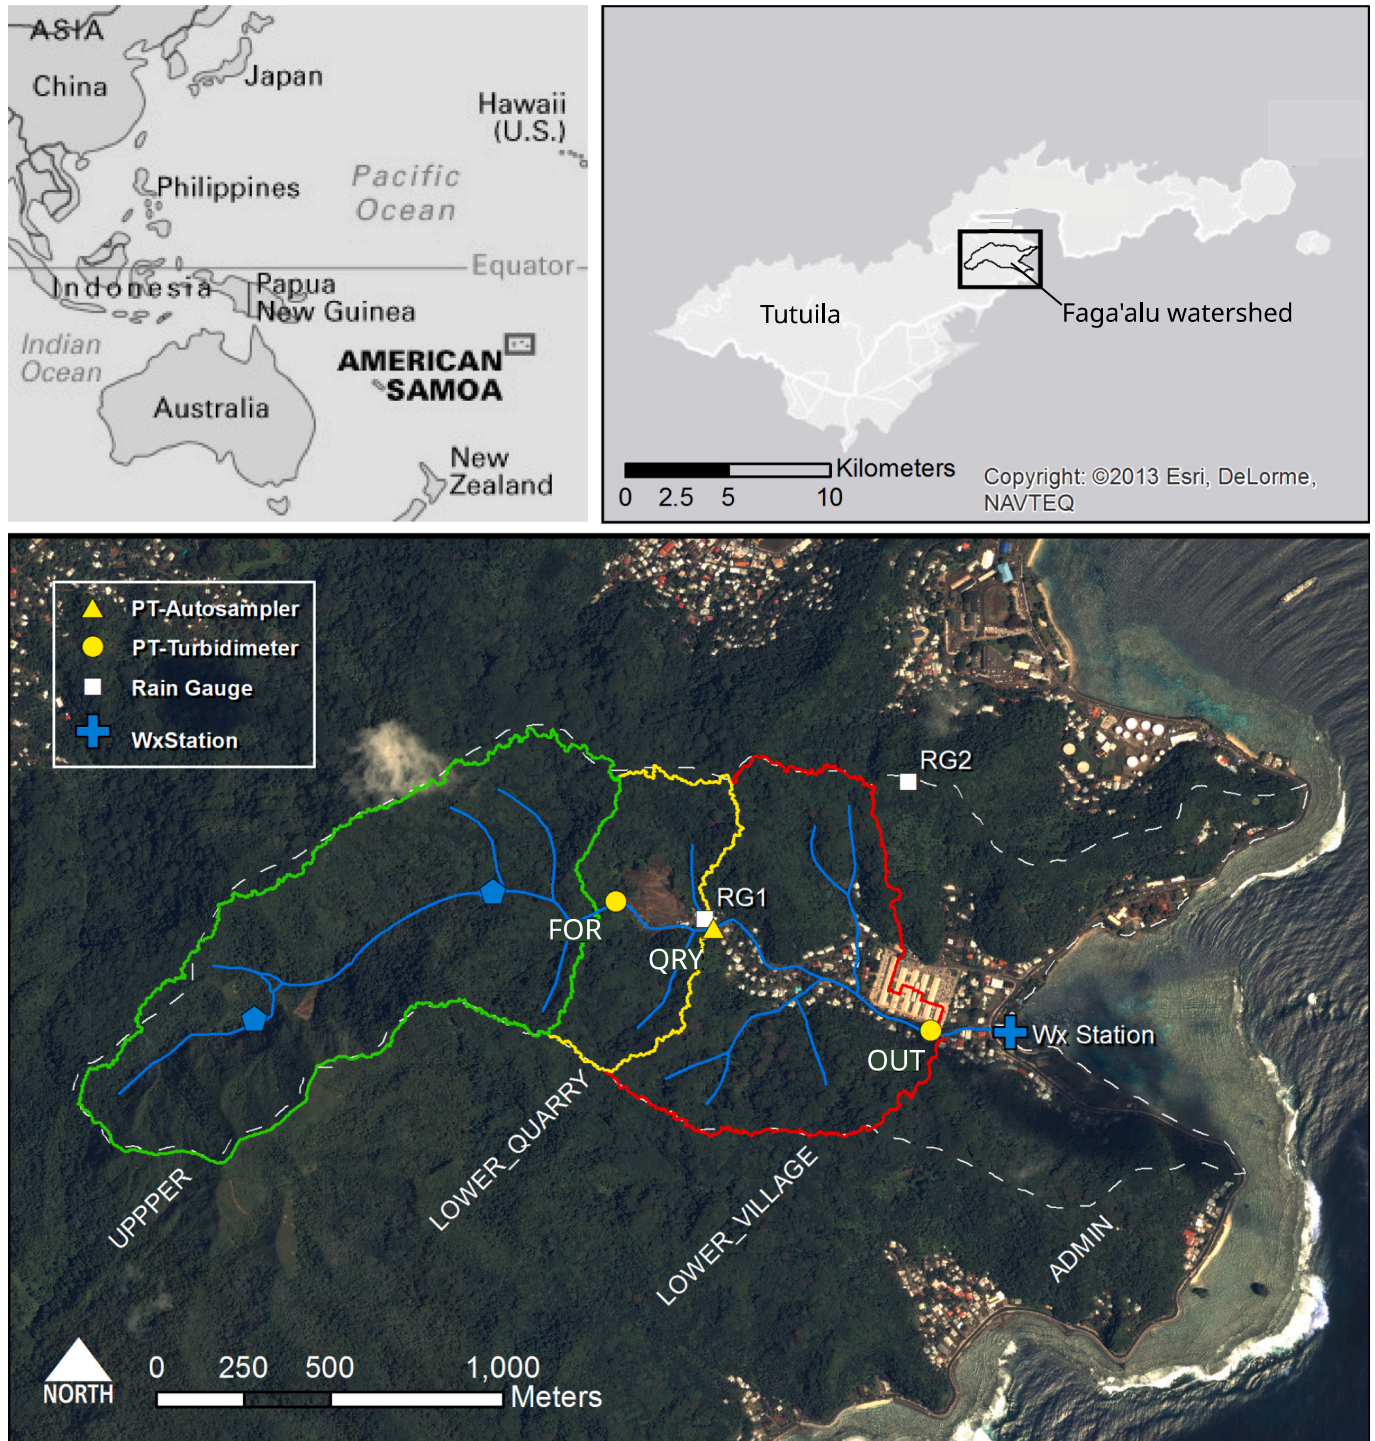 ASIA
China
Japan
Hawaii
(U.S.)
Pacific
Ocean
Philippines
Equator
Indonesia
Papua
New Guinea
Indian
Ocean
AMERICAN
SAMOA
Australia
New
Zealand
Tutuila
Faga'alu watershed
Kilometers
0 2.5 5 10
Copyright: ©2013 Esri, DeLorme,
NAVTEQ
PT-Autosampler
PT-Turbidimeter
Rain Gauge
WxStation
RG2
RG1
FOR
QRY
OUT
Wx Station
UPPPER
LOWER_QUARRY
LOWER_VILLAGE
ADMIN
NORTH
0 250 500 1,000
Meters